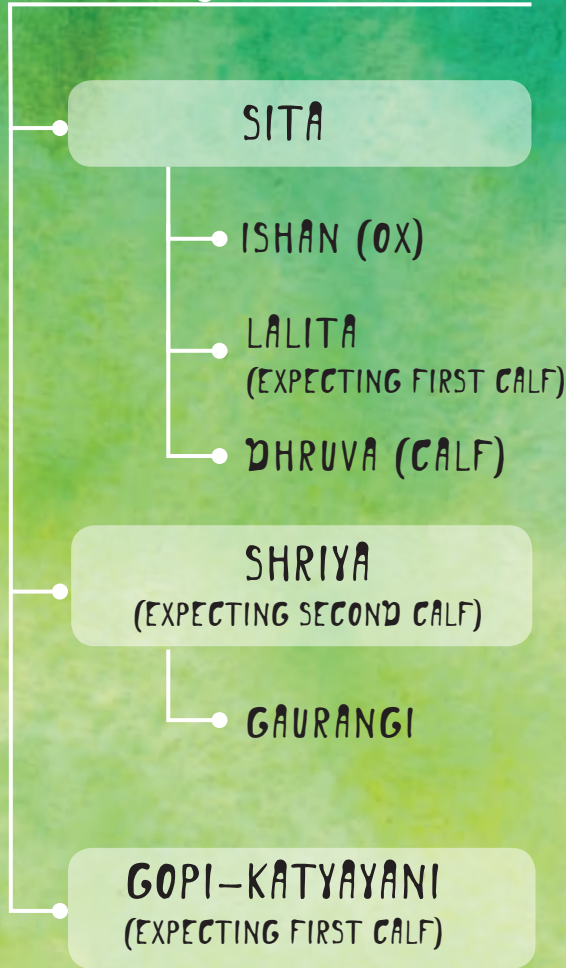 SITA
ISHAN (OX)
LALITA
(EXPECTING FIRST CALF)
DHRUVA (CALF)
SHRIYA
(EXPECTING SECOND CALF)
GAURANGI
GOPI-KATYAYANI
(EXPECTING FIRST CALF)